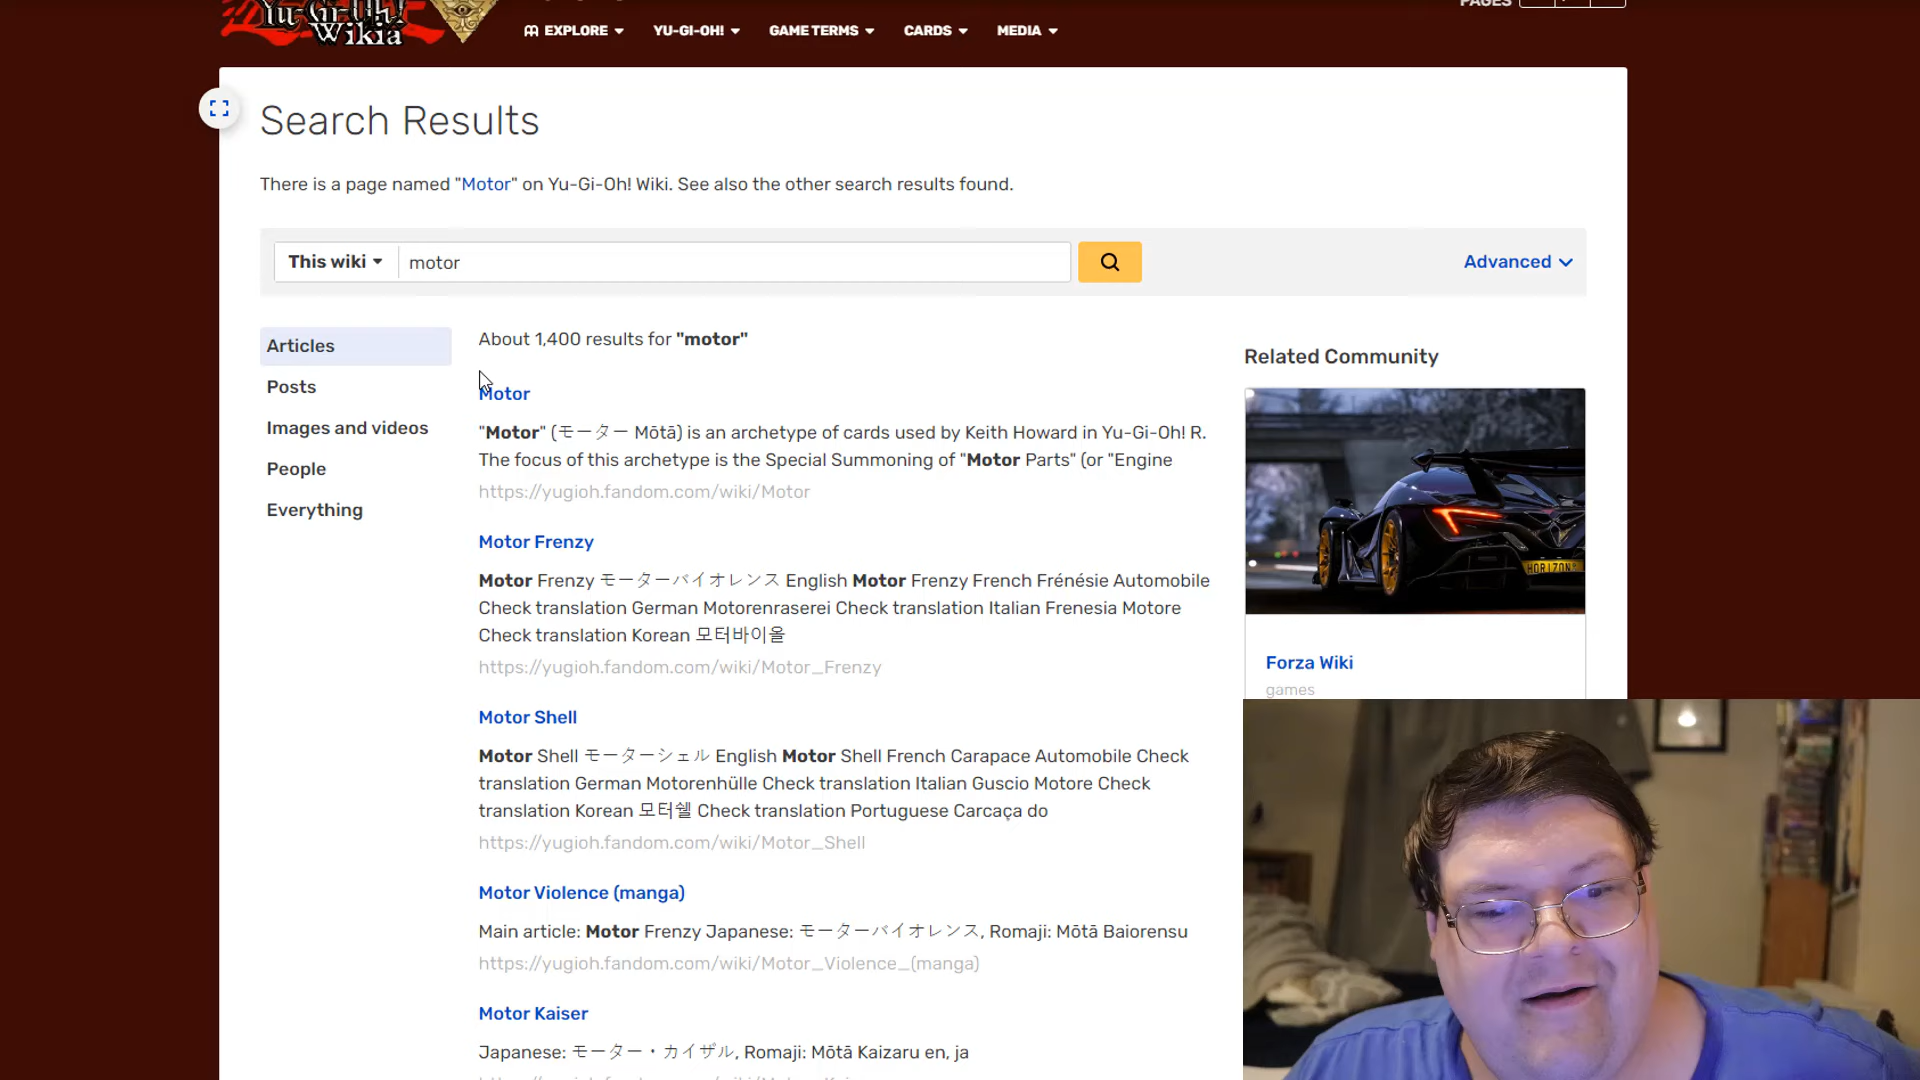 Yu-Gi-Oh!
Wikia
EXPLORE
YU-GI-OH!
GAME TERMS
CARDS
MEDIA
PAGES
Search Results
There is a page named "Motor" on Yu-Gi-Oh! Wiki. See also the other search results found.
This wiki
motor
Advanced
Articles
Posts
Images and videos
People
Everything
About 1,400 results for "motor"
Motor
"Motor" (モーター Mōtā) is an archetype of cards used by Keith Howard in Yu-Gi-Oh! R.
The focus of this archetype is the Special Summoning of "Motor Parts" (or "Engine
https://yugioh.fandom.com/wiki/Motor
Motor Frenzy
Motor Frenzy モーターバイオレンス English Motor Frenzy French Frénésie Automobile
Check translation German Motorenraserei Check translation Italian Frenesia Motore
Check translation Korean 모터바이올
https://yugioh.fandom.com/wiki/Motor_Frenzy
Motor Shell
Motor Shell モーターシェル English Motor Shell French Carapace Automobile Check
translation German Motorenhülle Check translation Italian Guscio Motore Check
translation Korean 모터쉘 Check translation Portuguese Carcaça do
https://yugioh.fandom.com/wiki/Motor_Shell
Motor Violence (manga)
Main article: Motor Frenzy Japanese: モーターバイオレンス, Romaji: Mōtā Baiorensu
https://yugioh.fandom.com/wiki/Motor_Violence_(manga)
Motor Kaiser
Japanese: モーター・カイザル, Romaji: Mōtā Kaizaru en, ja
Related Community
HORIZON
Forza Wiki
games